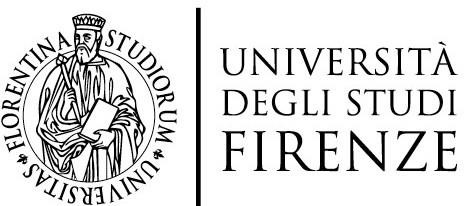 FLORENTINA STUDIORUM UNIVERSITAS
UNIVERSITÀ
DEGLI STUDI
FIRENZE